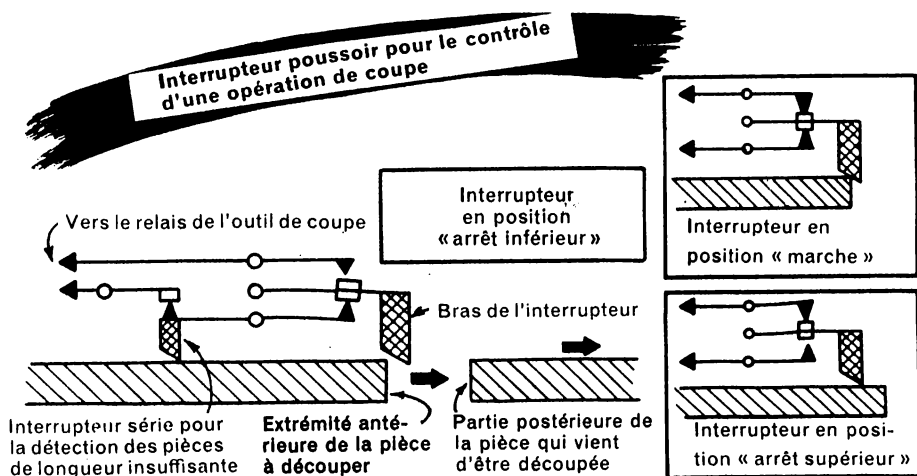 Interrupteur poussoir pour le contrôle
d'une opération de coupe
Interrupteur
en position
«arrêt inférieur»
Vers le relais de l'outil de coupe
Bras de l'interrupteur
Interrupteur en
position « marche »
Interrupteur série pour
la détection des pièces
de longueur insuffisante
Extrémité anté-
rieure de la pièce
à découper
Partie postérieure de
la pièce qui vient
d'être découpée
Interrupteur en posi-
tion « arrêt supérieur »